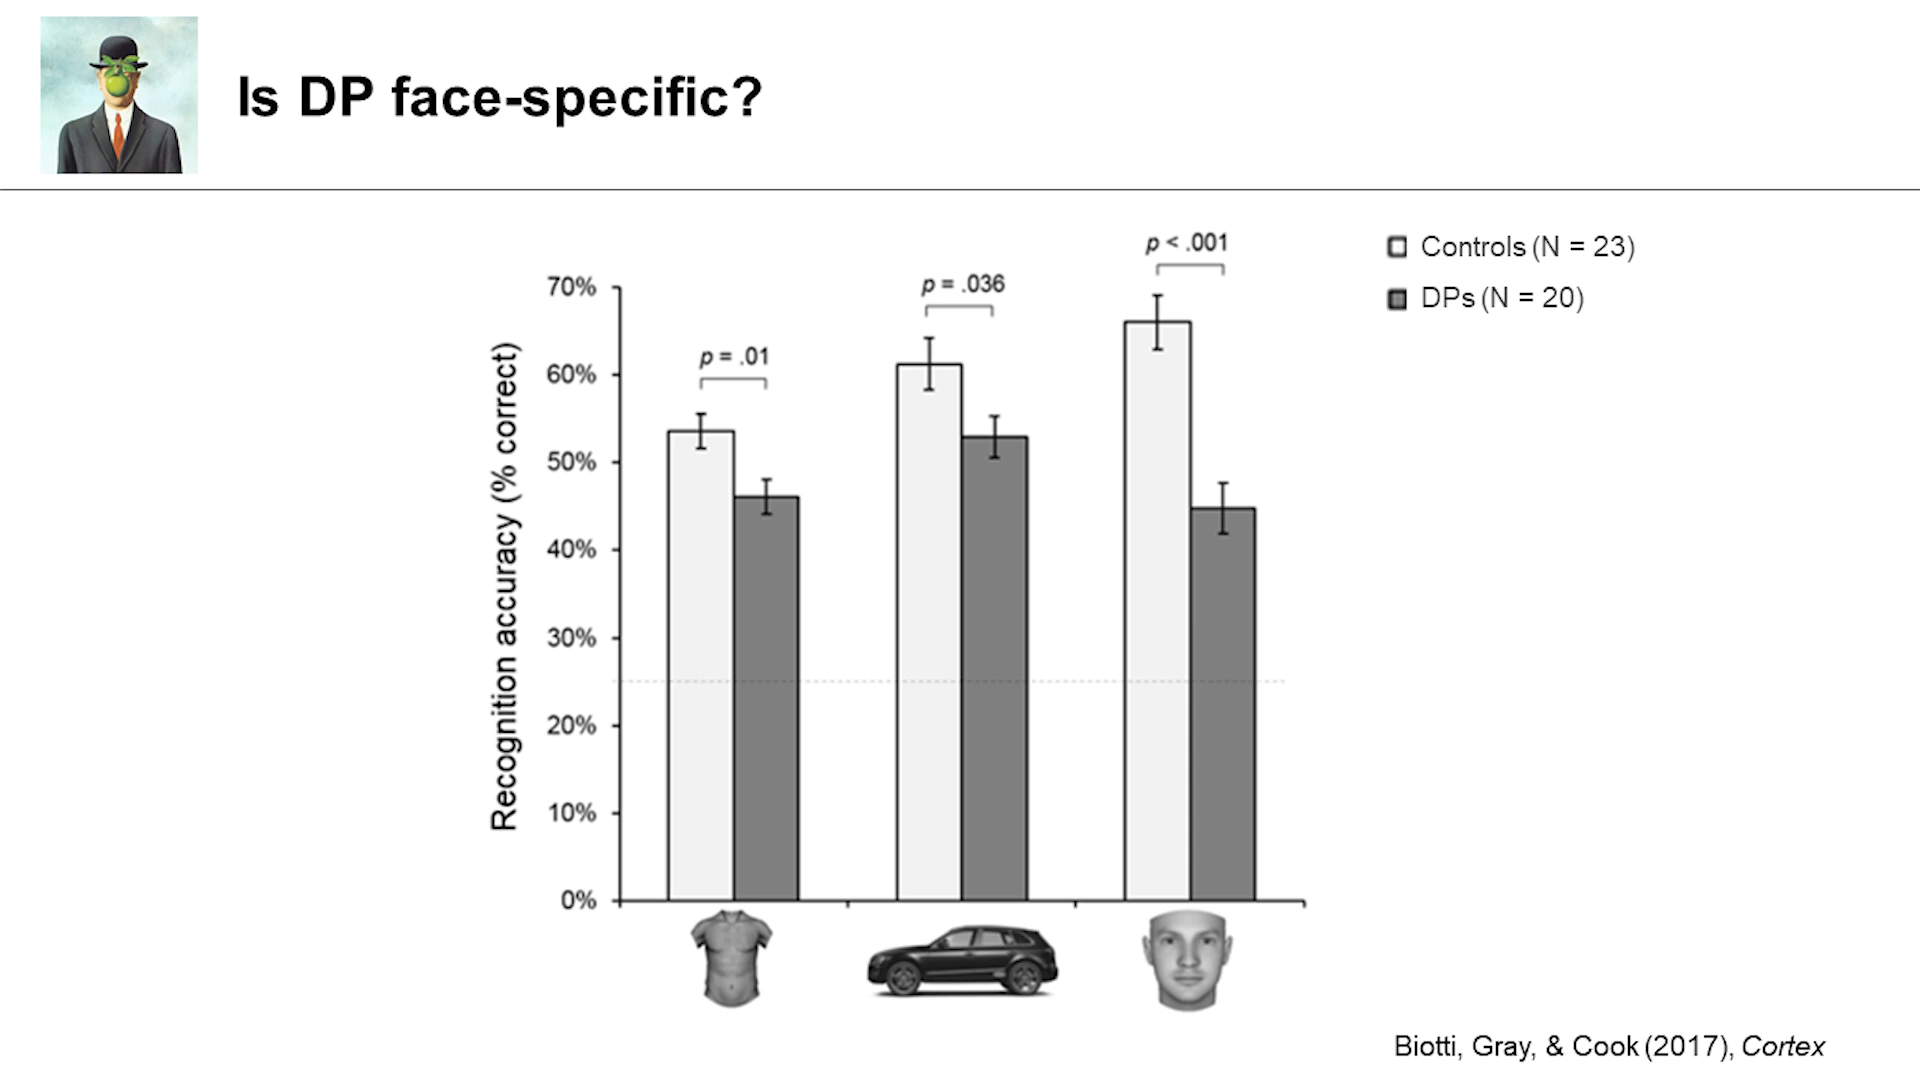 Is DP face-specific?
Controls (N = 23)
DPs (N = 20)
p < .001
p = .036
p = .01
Recognition accuracy (% correct)
70%
60%
50%
40%
30%
20%
10%
0%
Biotti, Gray, & Cook (2017), Cortex